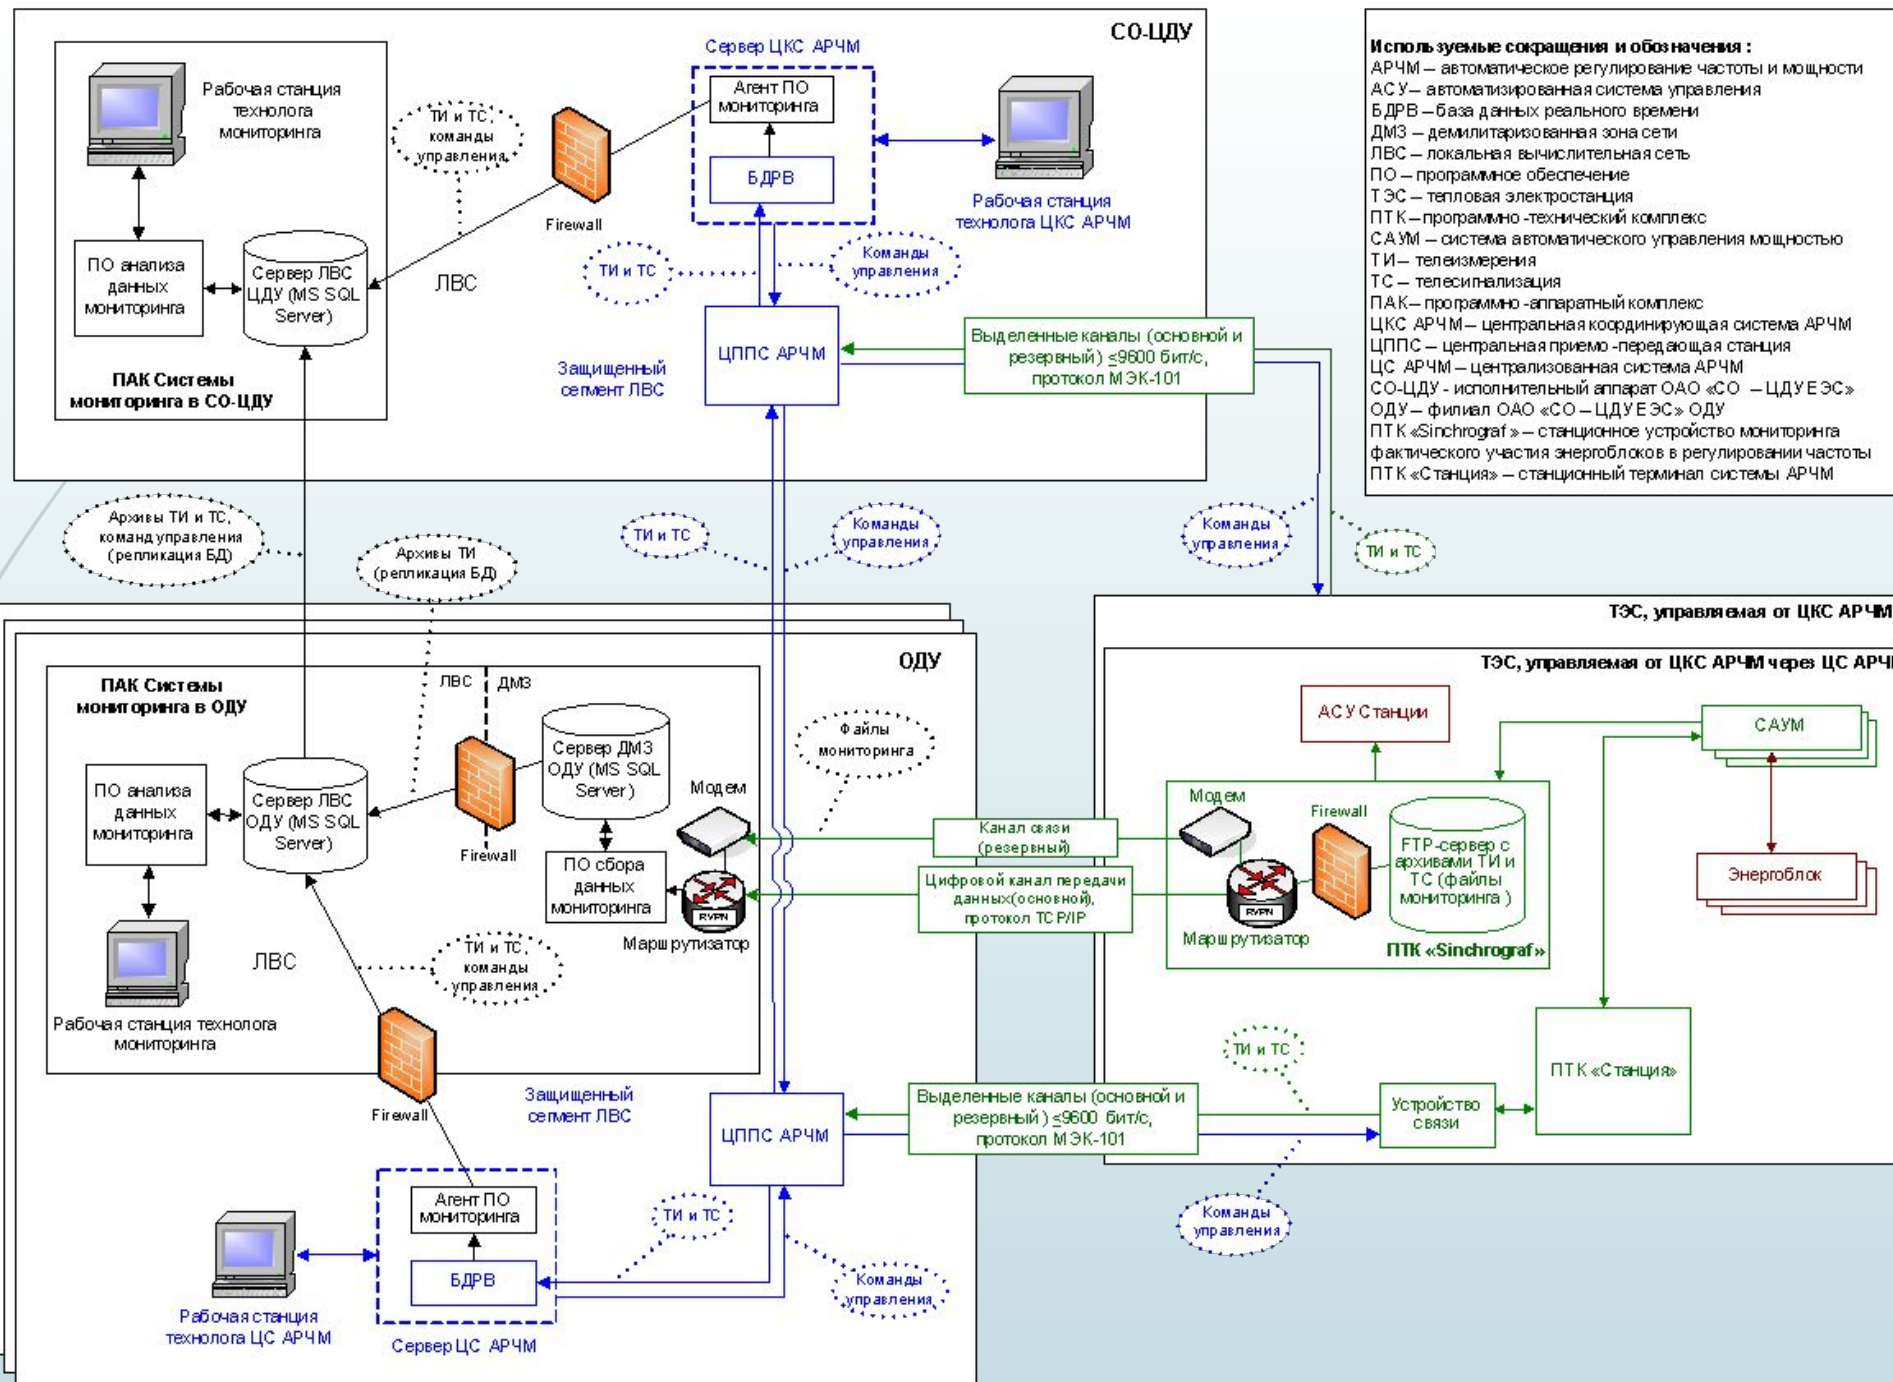 СО-ЦДУ
Сервер ЦКС АРЧМ
Рабочая станция
технолога
мониторинга
ТИ и ТС,
команды
управления
Firewall
Агент ПО
мониторинга
БДРВ
Рабочая станция
технолога ЦКС АРЧМ
ПО анализа
данных
мониторинга
Сервер ЛВС
ЦДУ (MS SQL
Server)
ЛВС
ТИ и ТС
Команды
управления
ЦППС АРЧМ
Защищенный
сегмент ЛВС
Выделенные каналы (основной и
резервный) ≤9600 бит/с,
протокол МЭК-101
ПАК Системы
мониторинга в СО-ЦДУ
Используемые сокращения и обозначения :
АРЧМ – автоматическое регулирование частоты и мощности
АСУ – автоматизированная система управления
БДРВ – база данных реального времени
ДМЗ – демилитаризованная зона сети
ЛВС – локальная вычислительная сеть
ПО – программное обеспечение
ТЭС – тепловая электростанция
ПТК – программно -технический комплекс
САУМ – система автоматического управления мощностью
ТИ – телеизмерения
ТС – телесигнализация
ПАК – программно -аппаратный комплекс
ЦКС АРЧМ – центральная координирующая система АРЧМ
ЦППС – центральная приемо -передающая станция
ЦС АРЧМ – централизованная система АРЧМ
СО-ЦДУ - исполнительный аппарат ОАО «СО – ЦДУ ЕЭС»
ОДУ – филиал ОАО «СО – ЦДУ ЕЭС» ОДУ
ПТК «Sinchrograf » – станционное устройство мониторинга
фактического участия энергоблоков в регулировании частоты
ПТК «Станция» – станционный терминал системы АРЧМ
Архивы ТИ и ТС,
команд управления
(репликация БД)
Архивы ТИ
(репликация БД)
ТИ и ТС
Команды
управления
Команды
управления
ТИ и ТС
ОДУ
ПАК Системы
мониторинга в ОДУ
ЛВС
ДМЗ
Сервер ДМЗ
ОДУ (MS SQL
Server)
ПО анализа
данных
мониторинга
Сервер ЛВС
ОДУ (MS SQL
Server)
Firewall
Модем
ПО сбора
данных
мониторинга
RVPN
Маршрутизатор
Файлы
мониторинга
ЛВС
ТИ и ТС,
команды
управления
Рабочая станция технолога
мониторинга
Firewall
Канал связи
(резервный)
Цифровой канал передачи
данных(основной),
протокол TCP/IP
ТЭС, управляемая от ЦКС АРЧМ
ТЭС, управляемая от ЦКС АРЧМ через ЦС
АСУ Станции
САУМ
Модем
Firewall
FTP-сервер с
архивами ТИ и
ТС (файлы
мониторинга )
RVPN
Маршрутизатор
ПТК «Sinchrograf»
Энергоблок
ТИ и ТС
ПТК «Станция»
Устройство
связи
Команды
управления
Защищенный
сегмент ЛВС
ЦППС АРЧМ
Выделенные каналы (основной и
резервный ) ≤9600 бит/с,
протокол МЭК-101
Агент ПО
мониторинга
БДРВ
ТИ и ТС
Команды
управления
Рабочая станция
технолога ЦС АРЧМ
Сервер ЦС АРЧМ